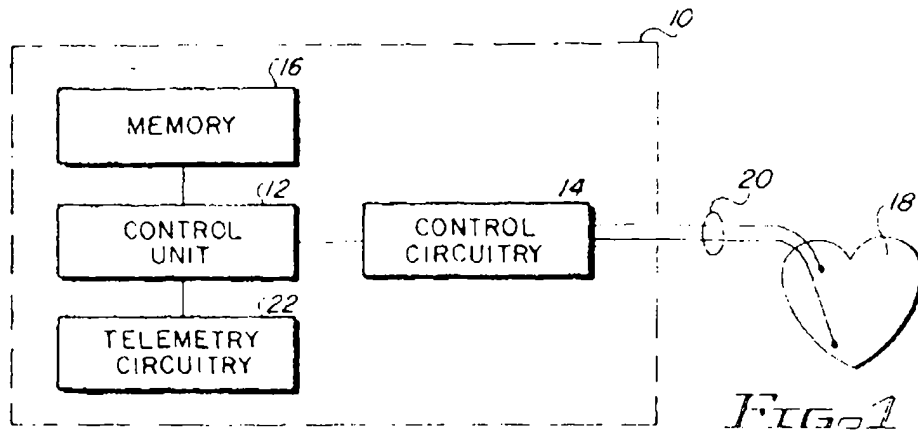 10
16
MEMORY
12
CONTROL
UNIT
14
CONTROL
CIRCUITRY
20
18
22
TELEMETRY
CIRCUITRY
FIG. 1